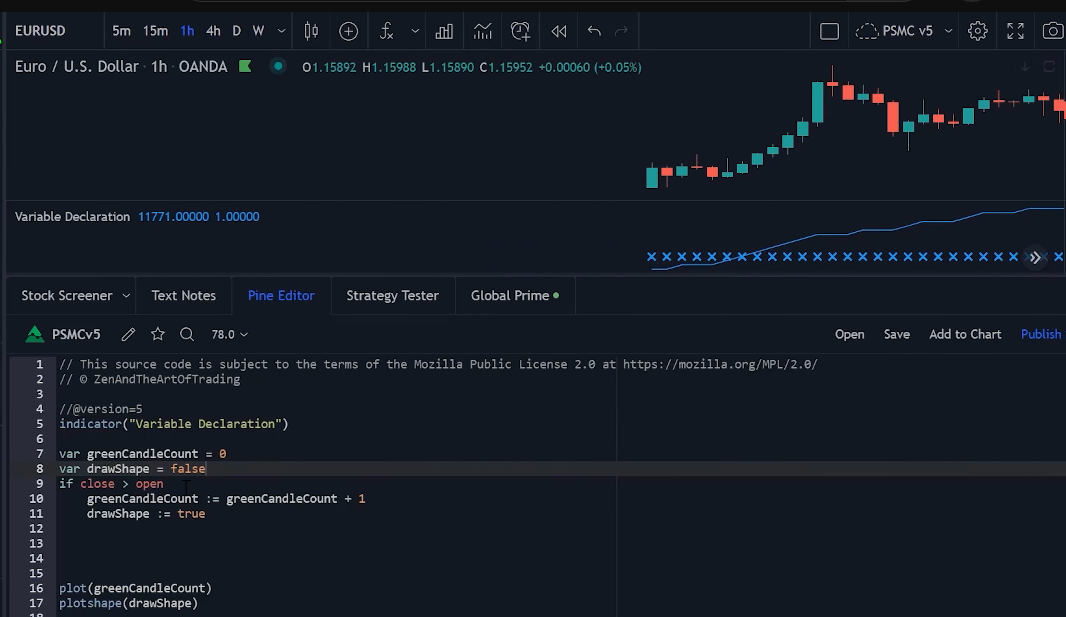 EURUSD 5m 15m 1h 4h D W PSMC v5
Euro / U.S. Dollar · 1h · OANDA O1.15892 H1.15988 L1.15890 C1.15952 +0.00060 (+0.05%)
Variable Declaration 11771.00000 1.00000
Stock Screener Text Notes Pine Editor Strategy Tester Global Prime
PSMCv5 78.0 Open Save Add to Chart Publish
1 // This source code is subject to the terms of the Mozilla Public License 2.0 at https://mozilla.org/MPL/2.0/
2 // © ZenAndTheArtOfTrading
3
4 //@version=5
5 indicator("Variable Declaration")
6
7 var greenCandleCount = 0
8 var drawShape = false
9 if close > open
10 greenCandleCount := greenCandleCount + 1
11 drawShape := true
12
13
14
15
16 plot(greenCandleCount)
17 plotshape(drawShape)